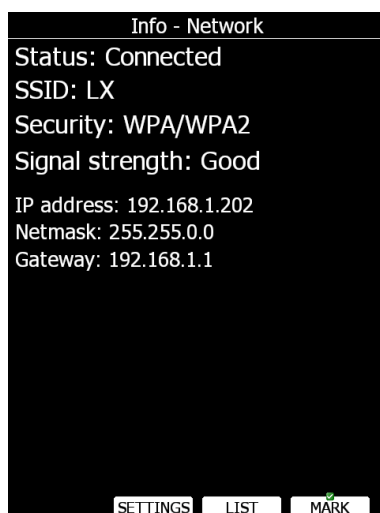 Info - Network
Status: Connected
SSID: LX
Security: WPA/WPA2
Signal strength: Good
IP address: 192.168.1.202
Netmask: 255.255.0.0
Gateway: 192.168.1.1
SETTINGS LIST MARK